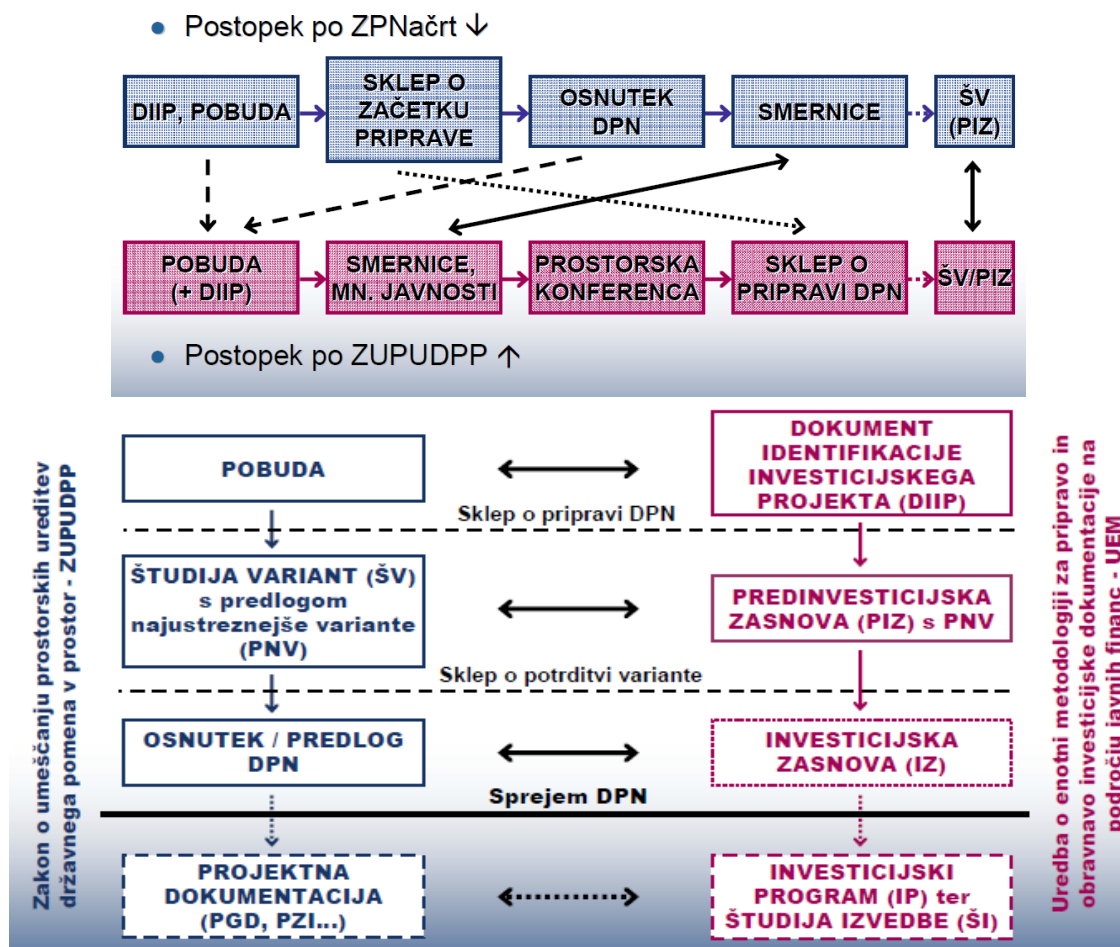 Postopek po ZPNačrt ↓
DIIP, POBUDA
SKLEP O
ZAČETKU
PRIPRAVE
OSNUTEK
DPN
SMERNICE
ŠV
(PIZ)
POBUDA
(+ DIIP)
SMERNICE,
MN. JAVNOSTI
PROSTORSKA
KONFERENCA
SKLEP O
PRIPRAVI DPN
ŠV/PIZ
Postopek po ZUPUDPP ↑
Zakon o umeščanju prostorskih ureditev
državnega pomena v prostor - ZUPUDPP
POBUDA
DOKUMENT
IDENTIFIKACIJE
INVESTICIJSKEGA
PROJEKTA (DIIP)
Sklep o pripravi DPN
ŠTUDIJA VARIANT (ŠV)
s predlogom
najustreznejše variante
(PNV)
PREDINVESTICIJSKA
ZASNOVA (PIZ) s PNV
Sklep o potrditvi variante
OSNUTEK / PREDLOG
DPN
INVESTICIJSKA
ZASNOVA (IZ)
Sprejem DPN
PROJEKTNA
DOKUMENTACIJA
(PGD, PZI...)
INVESTICIJSKI
PROGRAM (IP) ter
ŠTUDIJA IZVEDBE (ŠI)
Uredba o enotni metodologiji za pripravo in
obravnavo investicijske dokumentacije na
področju javnih financ - UEM